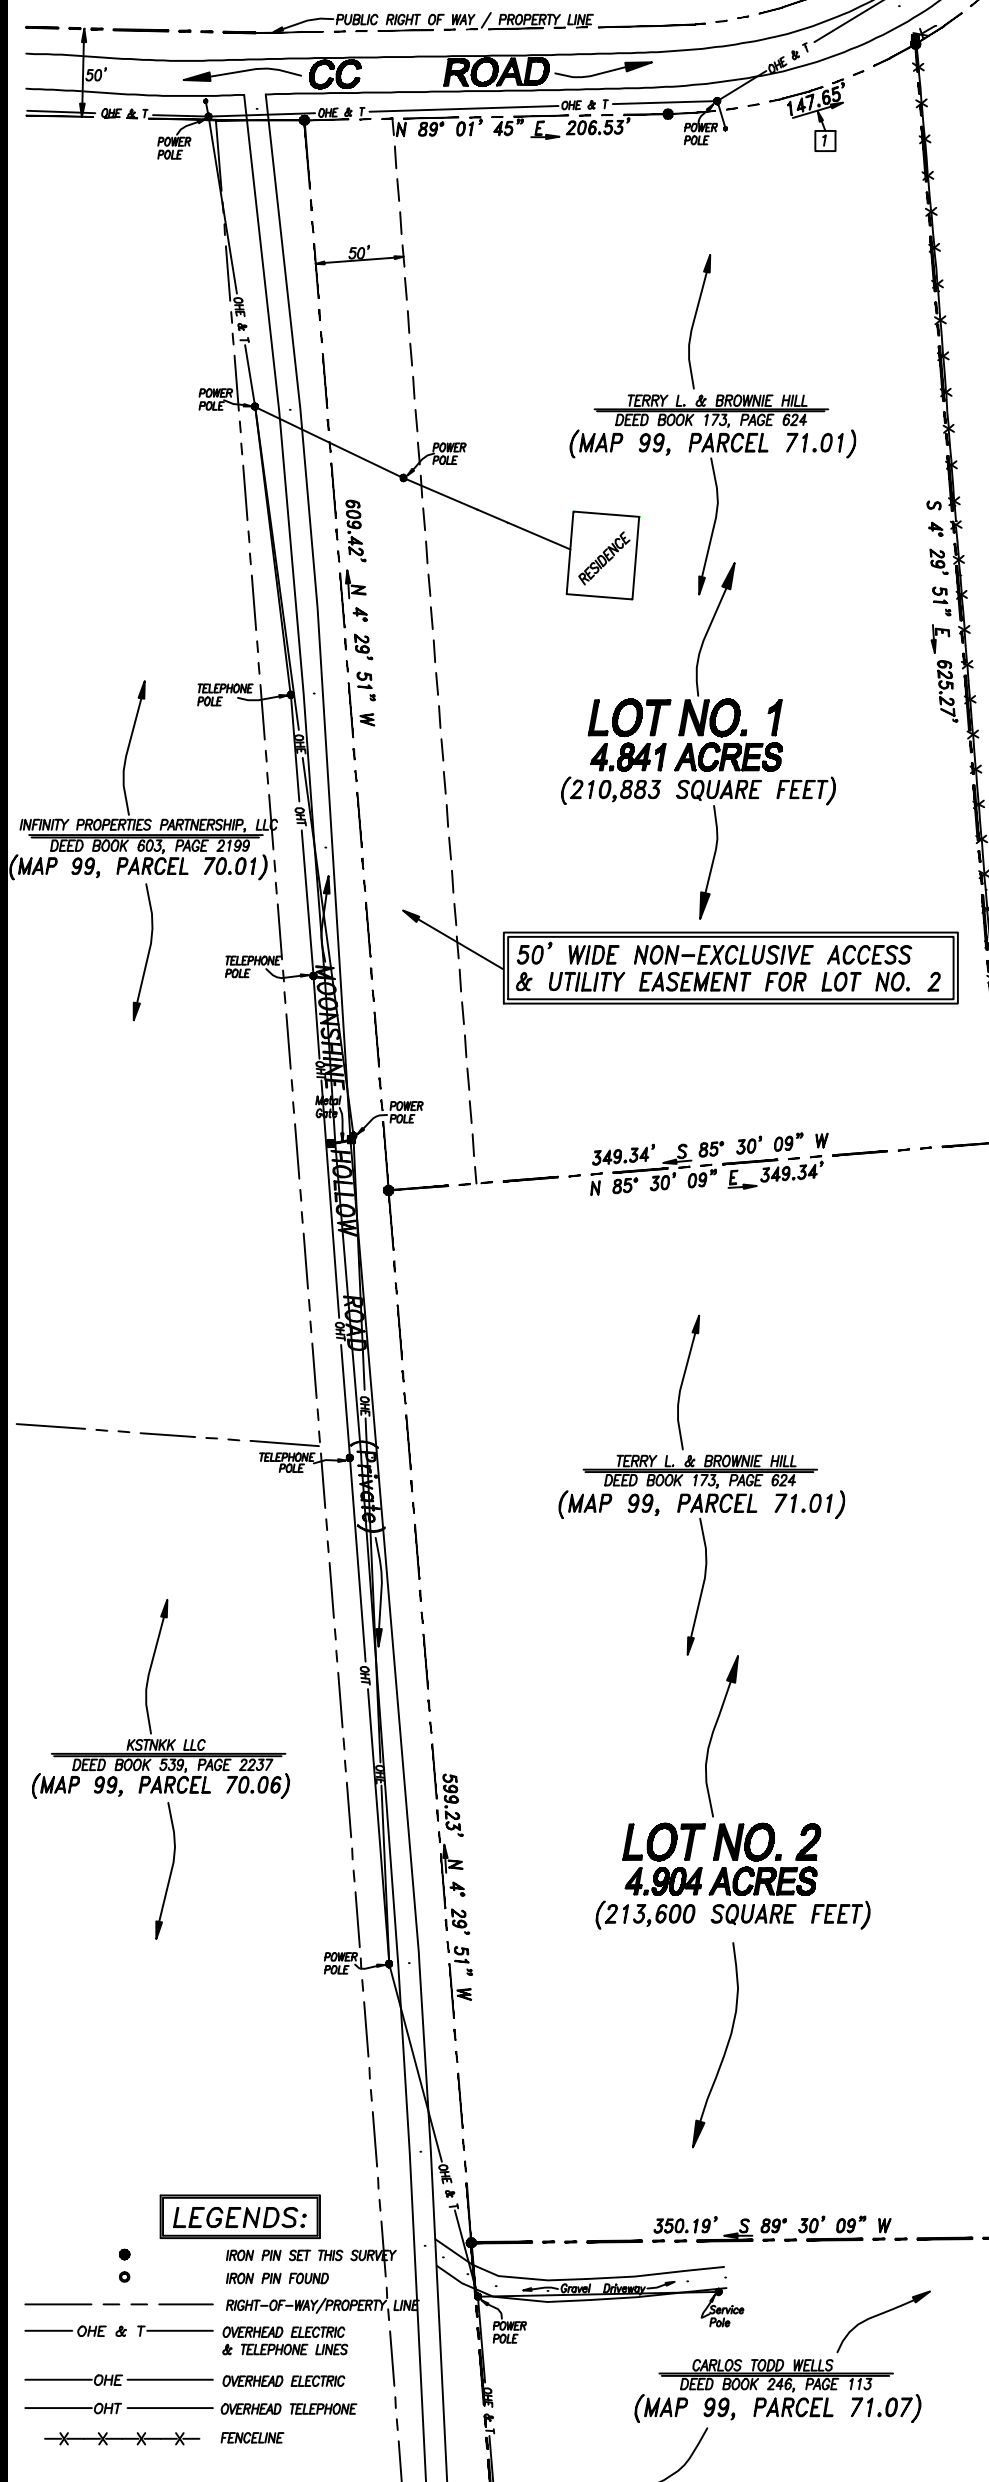 PUBLIC RIGHT OF WAY / PROPERTY LINE
50'
CC ROAD
OHE & T
OHE & T
OHE & T
OHE & T
147.65'
1
N 89° 01' 45" E 206.53'
POWER
POLE
POWER
POLE
50'
OHE & T
POWER
POLE
POWER
POLE
TERRY L. & BROWNIE HILL
DEED BOOK 173, PAGE 624
(MAP 99, PARCEL 71.01)
RESIDENCE
609.42' N 4° 29' 51" W
S 4° 29' 51" E 625.27'
TELEPHONE
POLE
LOT NO. 1
4.841 ACRES
(210,883 SQUARE FEET)
OHE
OHT
INFINITY PROPERTIES PARTNERSHIP, LLC
DEED BOOK 603, PAGE 2199
(MAP 99, PARCEL 70.01)
50' WIDE NON-EXCLUSIVE ACCESS
& UTILITY EASEMENT FOR LOT NO. 2
TELEPHONE
POLE
MOONSHINE HOLLOW ROAD (Private)
OHT
Metal
Gate
POWER
POLE
349.34' S 85° 30' 09" W
N 85° 30' 09" E 349.34'
OHT
OHE
TELEPHONE
POLE
TERRY L. & BROWNIE HILL
DEED BOOK 173, PAGE 624
(MAP 99, PARCEL 71.01)
OHT
OHE
KSTNKK LLC
DEED BOOK 539, PAGE 2237
(MAP 99, PARCEL 70.06)
599.23' N 4° 29' 51" W
LOT NO. 2
4.904 ACRES
(213,600 SQUARE FEET)
POWER
POLE
OHE & T
350.19' S 89° 30' 09" W
Gravel Driveway
Service
Pole
POWER
POLE
OHE & T
CARLOS TODD WELLS
DEED BOOK 246, PAGE 113
(MAP 99, PARCEL 71.07)
LEGENDS:
IRON PIN SET THIS SURVEY
IRON PIN FOUND
RIGHT-OF-WAY/PROPERTY LINE
OHE & T OVERHEAD ELECTRIC
& TELEPHONE LINES
OHE OVERHEAD ELECTRIC
OHT OVERHEAD TELEPHONE
FENCELINE